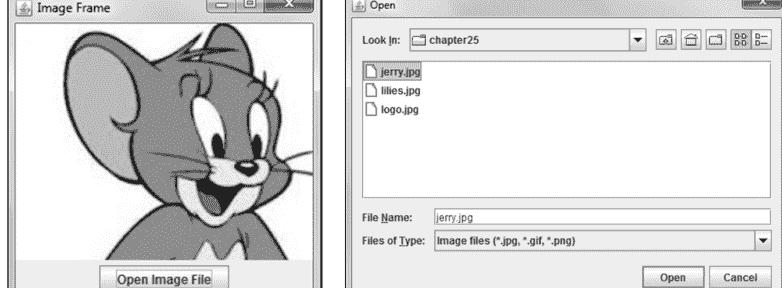 Image Frame
Open Image File
Open
Look In:
chapter25
jerry.jpg
lilies.jpg
logo.jpg
File Name:
jerry.jpg
Files of Type:
Image files (*.jpg, *.gif, *.png)
Open
Cancel